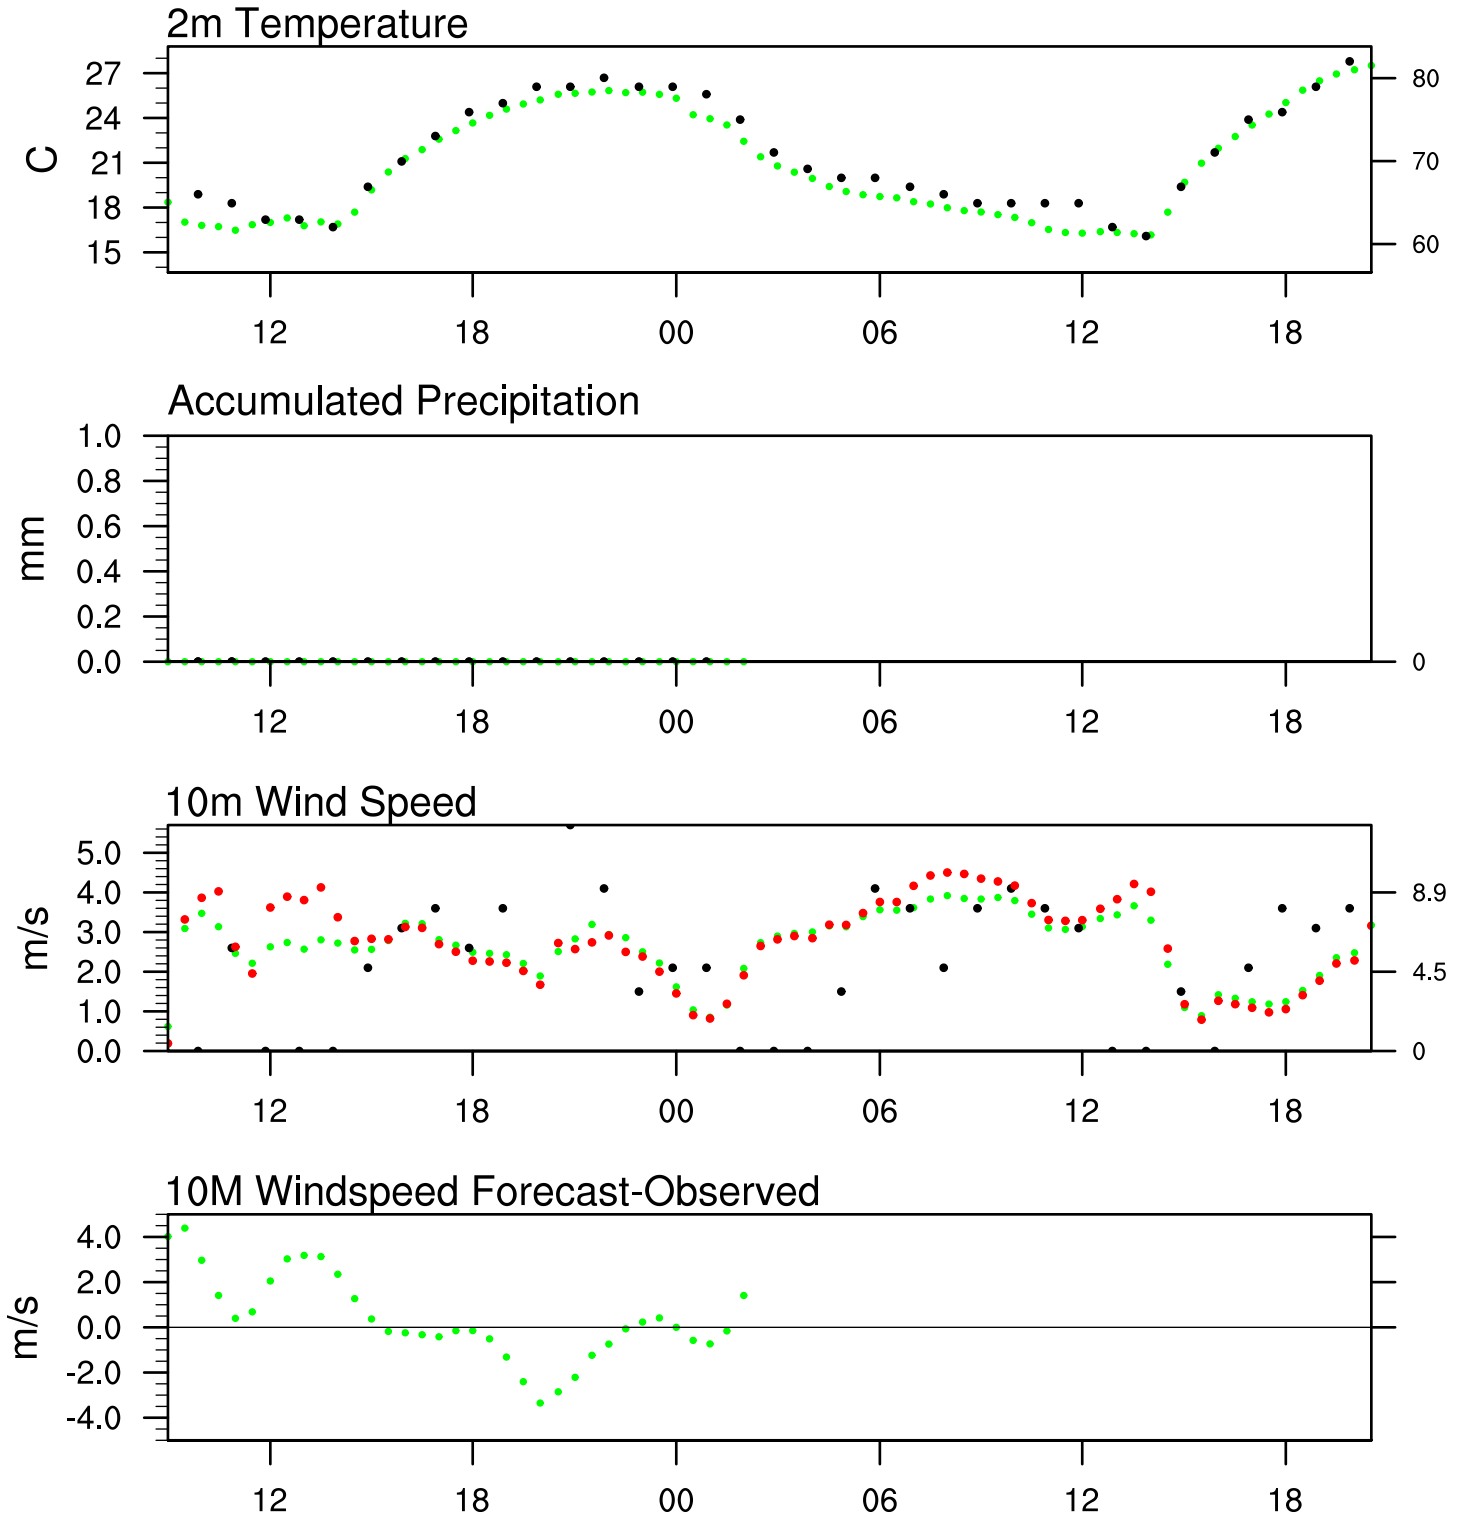 2m Temperature
27
24
21
18
15
C
80
70
60
12 18 00 06 12 18
Accumulated Precipitation
1.0
0.8
0.6
0.4
0.2
0.0
mm
0
12 18 00 06 12 18
10m Wind Speed
5.0
4.0
3.0
2.0
1.0
0.0
m/s
8.9
4.5
0
12 18 00 06 12 18
10M Windspeed Forecast-Observed
4.0
2.0
0.0
-2.0
-4.0
m/s
12 18 00 06 12 18